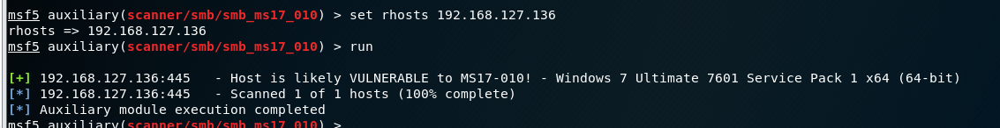 msf5 auxiliary(scanner/smb/smb_ms17_010) > set rhosts 192.168.127.136
rhosts => 192.168.127.136
msf5 auxiliary(scanner/smb/smb_ms17_010) > run
[+] 192.168.127.136:445   - Host is likely VULNERABLE to MS17-010! - Windows 7 Ultimate 7601 Service Pack 1 x64 (64-bit)
[*] 192.168.127.136:445   - Scanned 1 of 1 hosts (100% complete)
[*] Auxiliary module execution completed
msf5 auxiliary(scanner/smb/smb_ms17_010) >